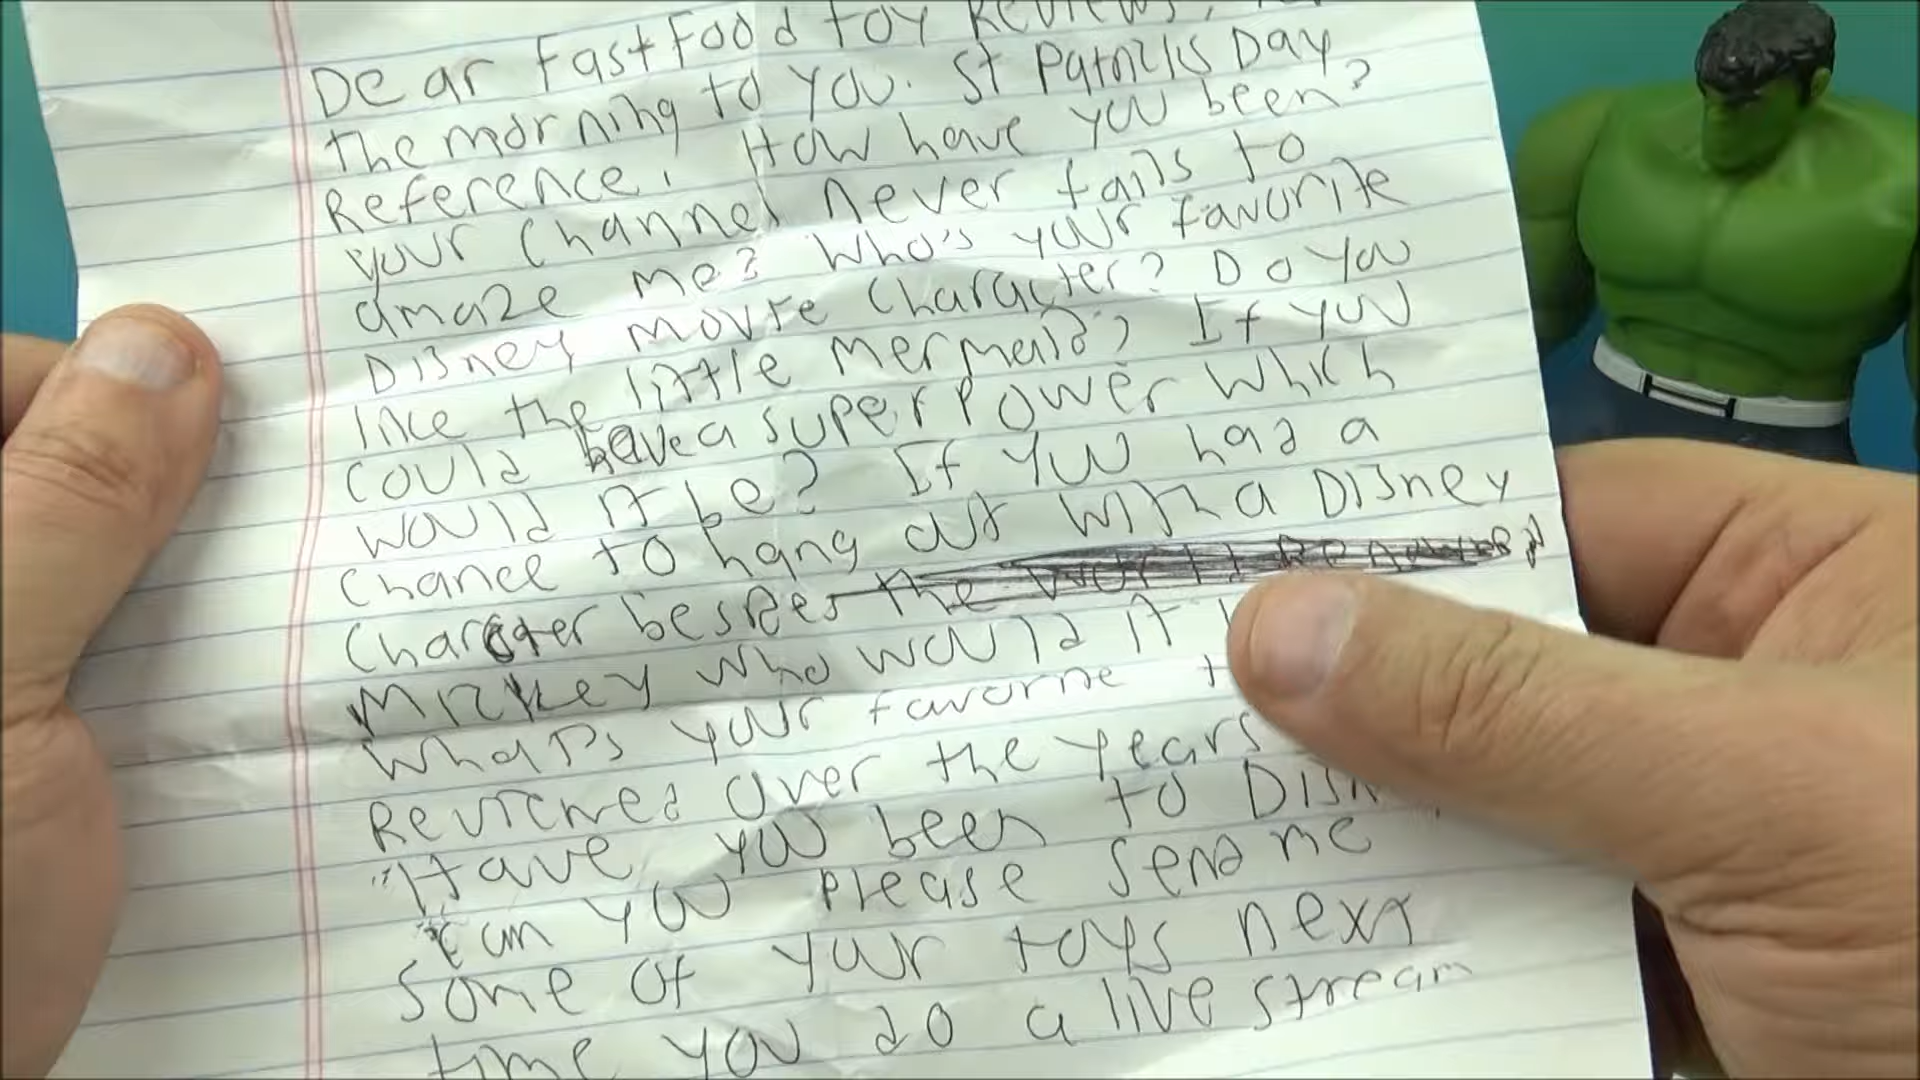 Dear Fast Food Toy Reviews,
the morning to you. St Patricks Day
Reference. How have you been?
your Channel never fails to
amaze me? Who's your favorite
Disney movie Character? Do you
like the little Mermaid? If you
could have a super power which
would it be? If you had a
chance to hang out with a Disney
Character besides the
Mickey who would it
What's your favorite
Reviewed over the years
Have you been to
Can you please send me
some of your toys next
time you do a live stream